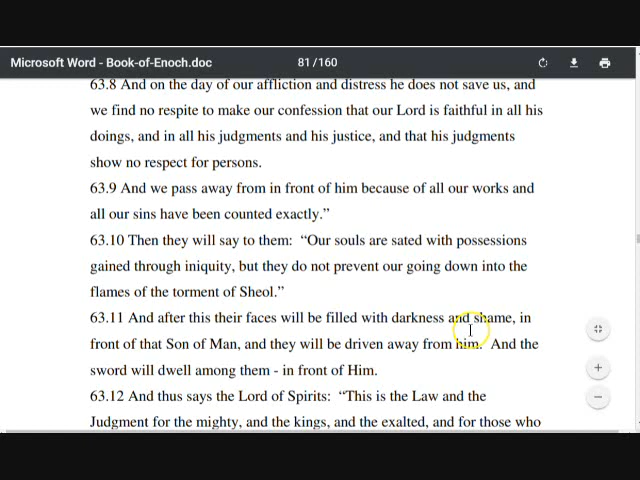 Microsoft Word - Book-of-Enoch.doc 81 / 160
63.8 And on the day of our affliction and distress he does not save us, and
we find no respite to make our confession that our Lord is faithful in all his
doings, and in all his judgments and his justice, and that his judgments
show no respect for persons.
63.9 And we pass away from in front of him because of all our works and
all our sins have been counted exactly.”
63.10 Then they will say to them: “Our souls are sated with possessions
gained through iniquity, but they do not prevent our going down into the
flames of the torment of Sheol.”
63.11 And after this their faces will be filled with darkness and shame, in
front of that Son of Man, and they will be driven away from him. And the
sword will dwell among them - in front of Him.
63.12 And thus says the Lord of Spirits: “This is the Law and the
Judgment for the mighty, and the kings, and the exalted, and for those who